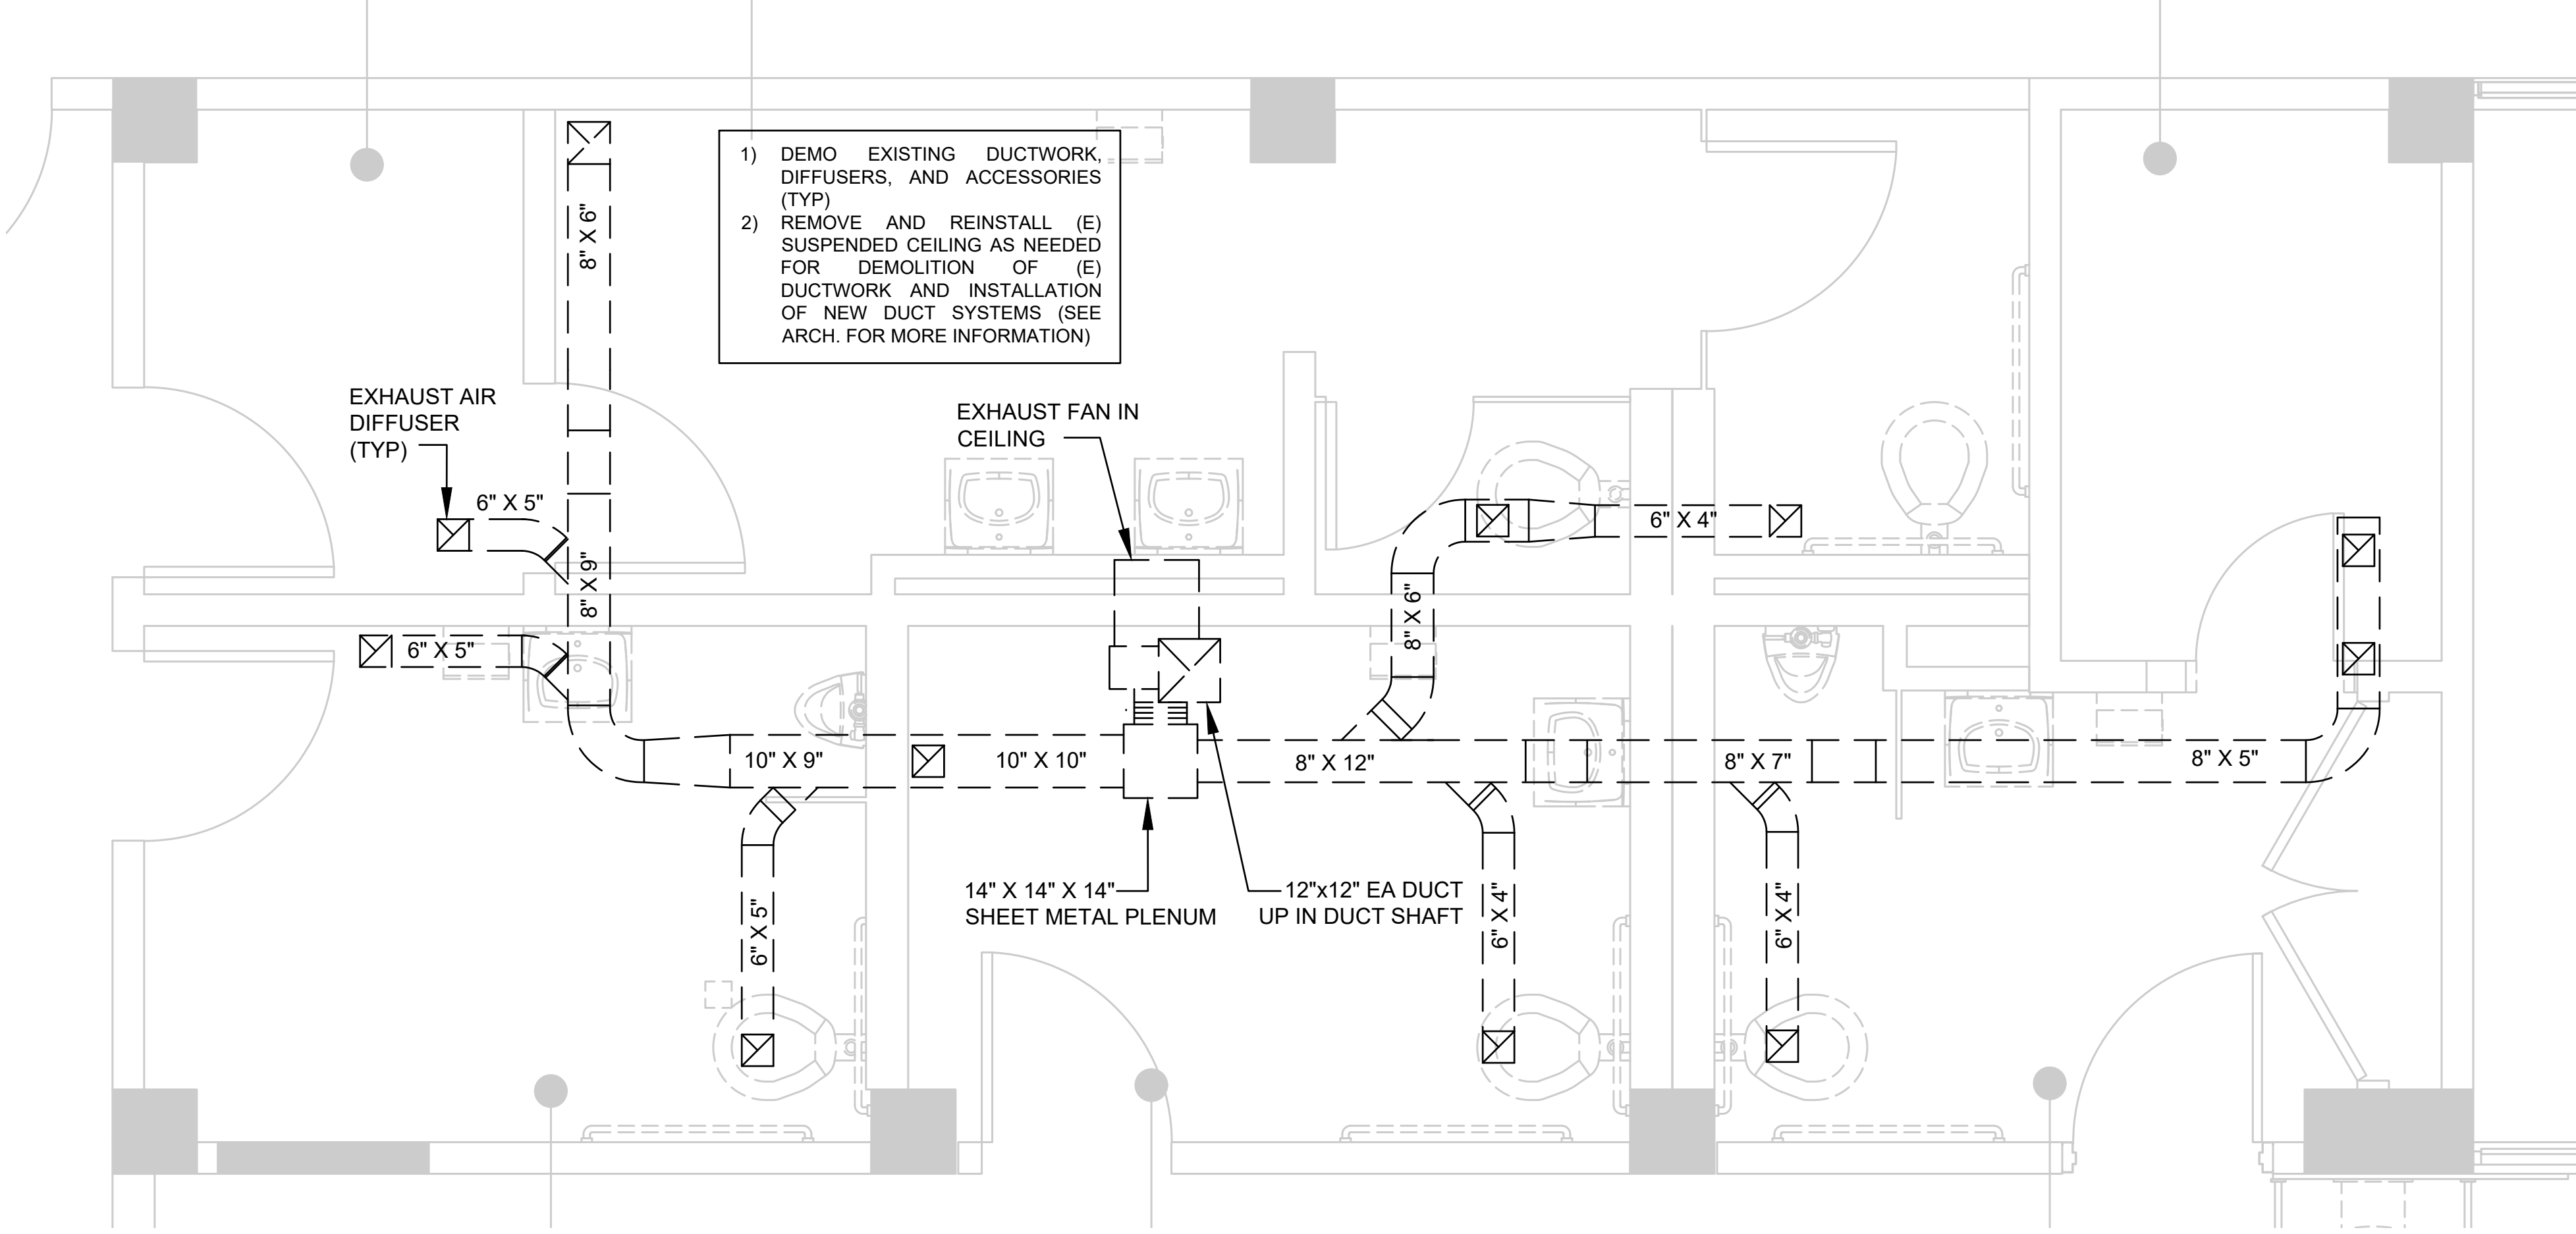 1) DEMO EXISTING DUCTWORK,
DIFFUSERS, AND ACCESSORIES
(TYP)
2) REMOVE AND REINSTALL (E)
SUSPENDED CEILING AS NEEDED
FOR DEMOLITION OF (E)
DUCTWORK AND INSTALLATION
OF NEW DUCT SYSTEMS (SEE
ARCH. FOR MORE INFORMATION)
8" X 6"
EXHAUST AIR
DIFFUSER
(TYP)
EXHAUST FAN IN
CEILING
6" X 5"
6" X 4"
8" X 9"
8" X 6"
6" X 5"
10" X 9"
10" X 10"
8" X 12"
8" X 7"
8" X 5"
14" X 14" X 14"
SHEET METAL PLENUM
12"x12" EA DUCT
UP IN DUCT SHAFT
6" X 5"
6" X 4"
6" X 4"